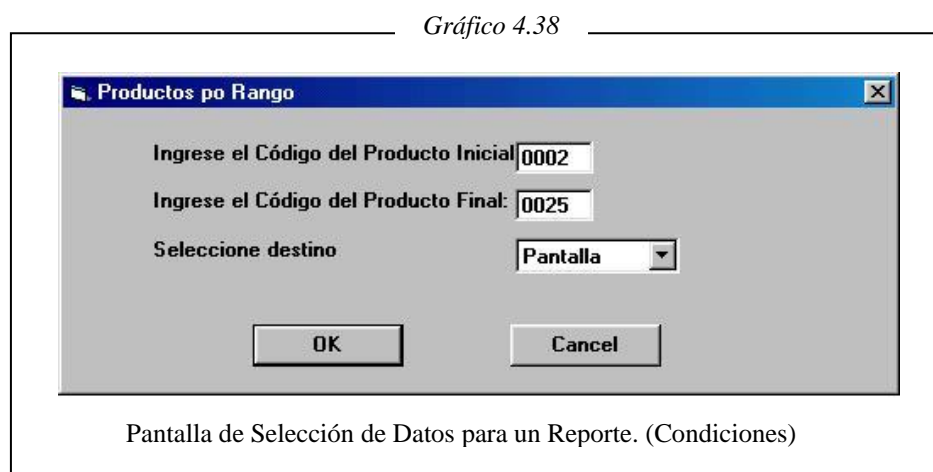 Gráfico 4.38
Productos po Rango
Ingrese el Código del Producto Inicial 0002
Ingrese el Código del Producto Final: 0025
Seleccione destino Pantalla
OK Cancel
Pantalla de Selección de Datos para un Reporte. (Condiciones)